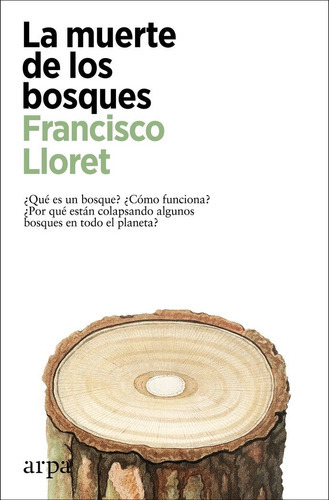 La muerte
de los
bosques
Francisco
Lloret
¿Qué es un bosque? ¿Cómo funciona?
¿Por qué están colapsando algunos
bosques en todo el planeta?
arpa